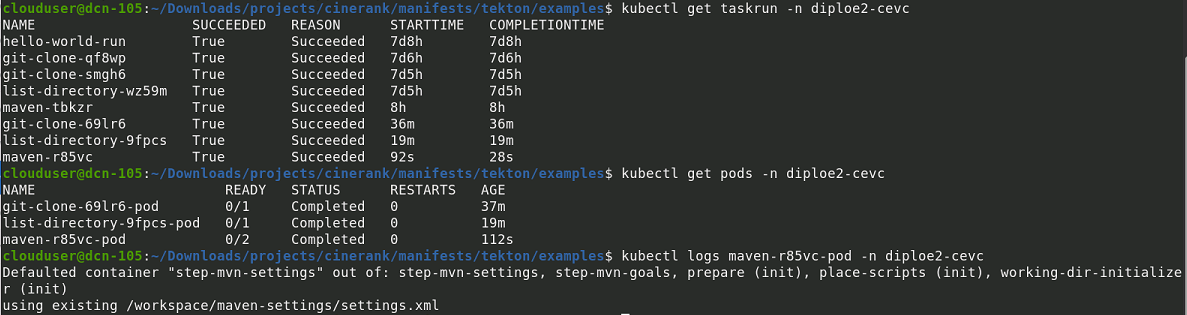 clouduser@dcn-105:~/Downloads/projects/cinerank/manifests/tekton/examples$ kubectl get taskrun -n diploe2-cevc
NAME                   SUCCEEDED   REASON      STARTTIME   COMPLETIONTIME
hello-world-run        True        Succeeded   7d8h        7d8h
git-clone-qf8wp        True        Succeeded   7d6h        7d6h
git-clone-smgh6        True        Succeeded   7d5h        7d5h
list-directory-wz59m   True        Succeeded   7d5h        7d5h
maven-tbkzr            True        Succeeded   8h          8h
git-clone-69lr6        True        Succeeded   36m         36m
list-directory-9fpcs   True        Succeeded   19m         19m
maven-r85vc            True        Succeeded   92s         28s
clouduser@dcn-105:~/Downloads/projects/cinerank/manifests/tekton/examples$ kubectl get pods -n diploe2-cevc
NAME                       READY   STATUS      RESTARTS   AGE
git-clone-69lr6-pod        0/1     Completed   0          37m
list-directory-9fpcs-pod   0/1     Completed   0          19m
maven-r85vc-pod            0/2     Completed   0          112s
clouduser@dcn-105:~/Downloads/projects/cinerank/manifests/tekton/examples$ kubectl logs maven-r85vc-pod -n diploe2-cevc
Defaulted container "step-mvn-settings" out of: step-mvn-settings, step-mvn-goals, prepare (init), place-scripts (init), working-dir-initialize
r (init)
using existing /workspace/maven-settings/settings.xml